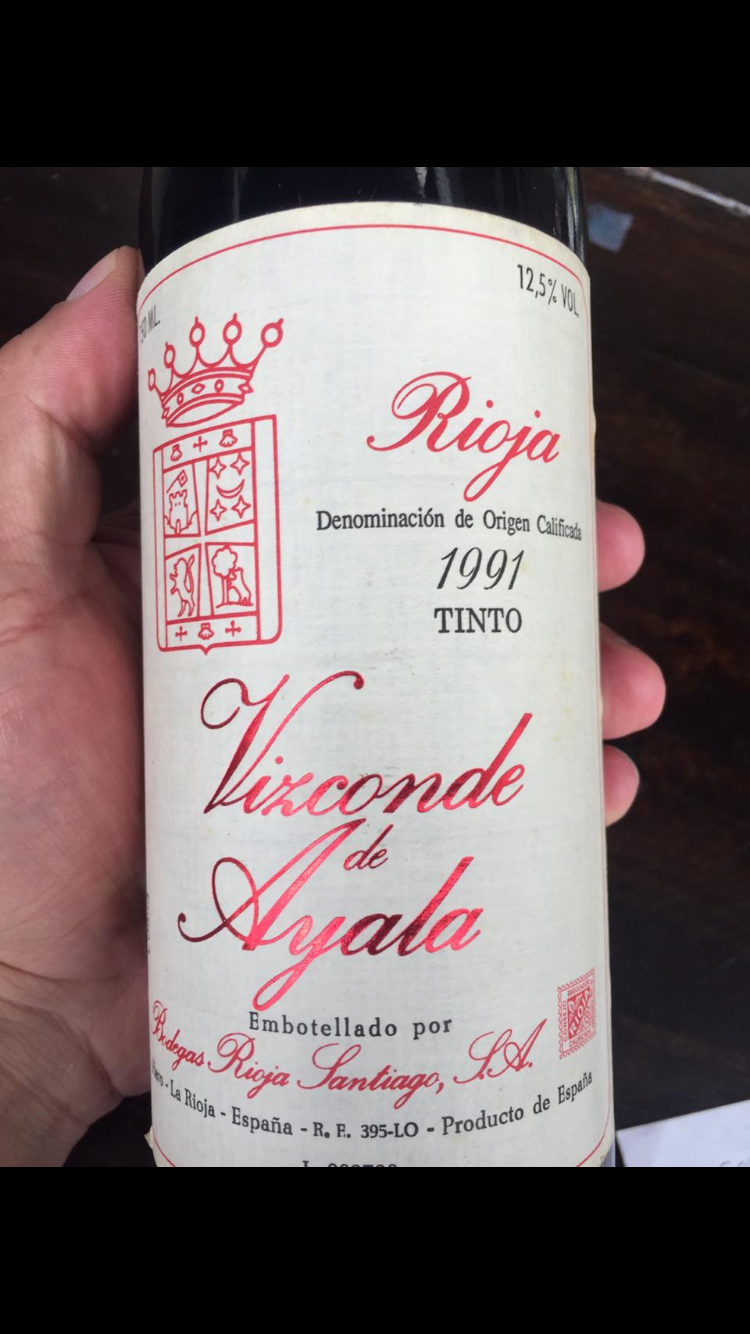 12,5% VOL.
ML.
Rioja
Denominación de Origen Calificada
1991
TINTO
Vizconde
de
Ayala
Embotellado por
Bodegas Rioja Santiago, S.A.
- La Rioja - España - R. E. 395-LO - Producto de España